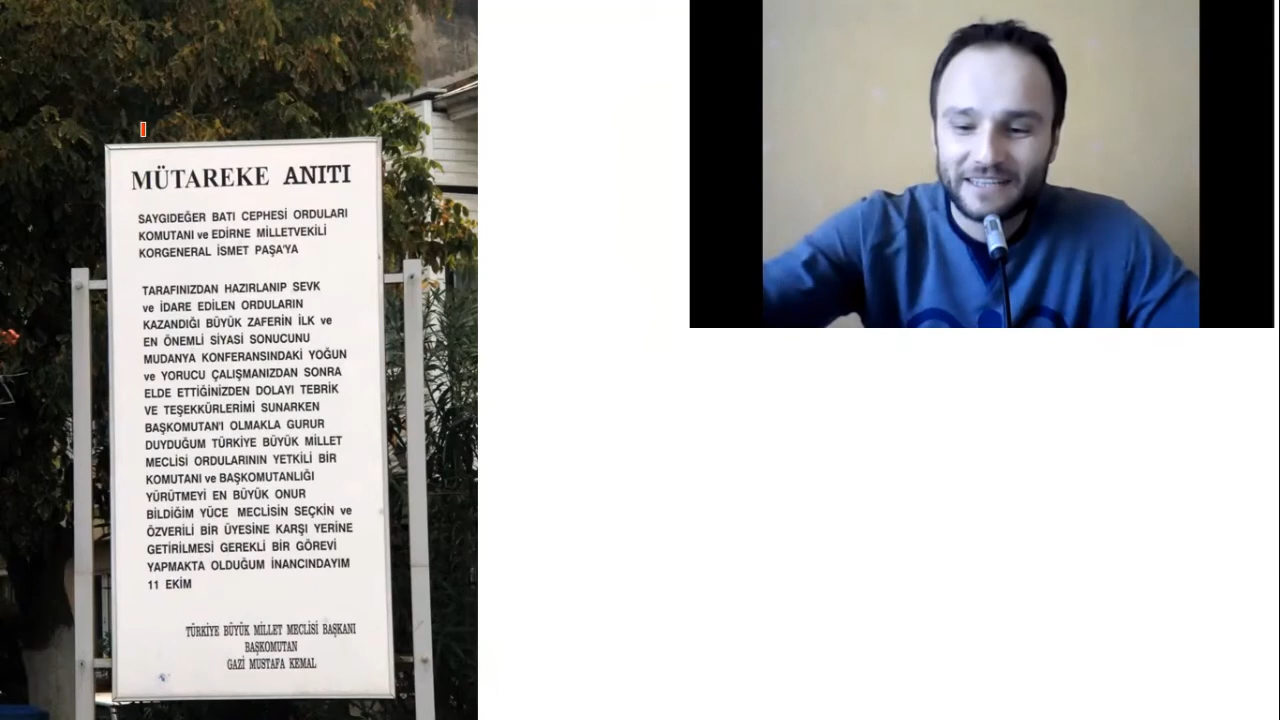 MÜTAREKE ANITI
SAYGIDEĞER BATI CEPHESİ ORDULARI
KOMUTANI ve EDİRNE MİLLETVEKİLİ
KORGENERAL İSMET PAŞA'YA
TARAFINIZDAN HAZIRLANIP SEVK
ve İDARE EDİLEN ORDULARIN
KAZANDIĞI BÜYÜK ZAFERİN İLK ve
EN ÖNEMLİ SİYASİ SONUCUNU
MUDANYA KONFERANSINDAKİ YOĞUN
ve YORUCU ÇALIŞMANIZDAN SONRA
ELDE ETTİĞİNİZDEN DOLAYI TEBRİK
VE TEŞEKKÜRLERİMİ SUNARKEN
BAŞKOMUTAN'I OLMAKLA GURUR
DUYDUĞUM TÜRKİYE BÜYÜK MİLLET
MECLİSİ ORDULARININ YETKİLİ BİR
KOMUTANI ve BAŞKOMUTANLIĞI
YÜRÜTMEYİ EN BÜYÜK ONUR
BİLDİĞİM YÜCE MECLİSİN SEÇKİN ve
ÖZVERİLİ BİR ÜYESİNE KARŞI YERİNE
GETİRİLMESİ GEREKLİ BİR GÖREVİ
YAPMAKTA OLDUĞUM İNANCINDAYIM
11 EKİM
TÜRKİYE BÜYÜK MİLLET MECLİSİ BAŞKANI
BAŞKOMUTAN
GAZİ MUSTAFA KEMAL